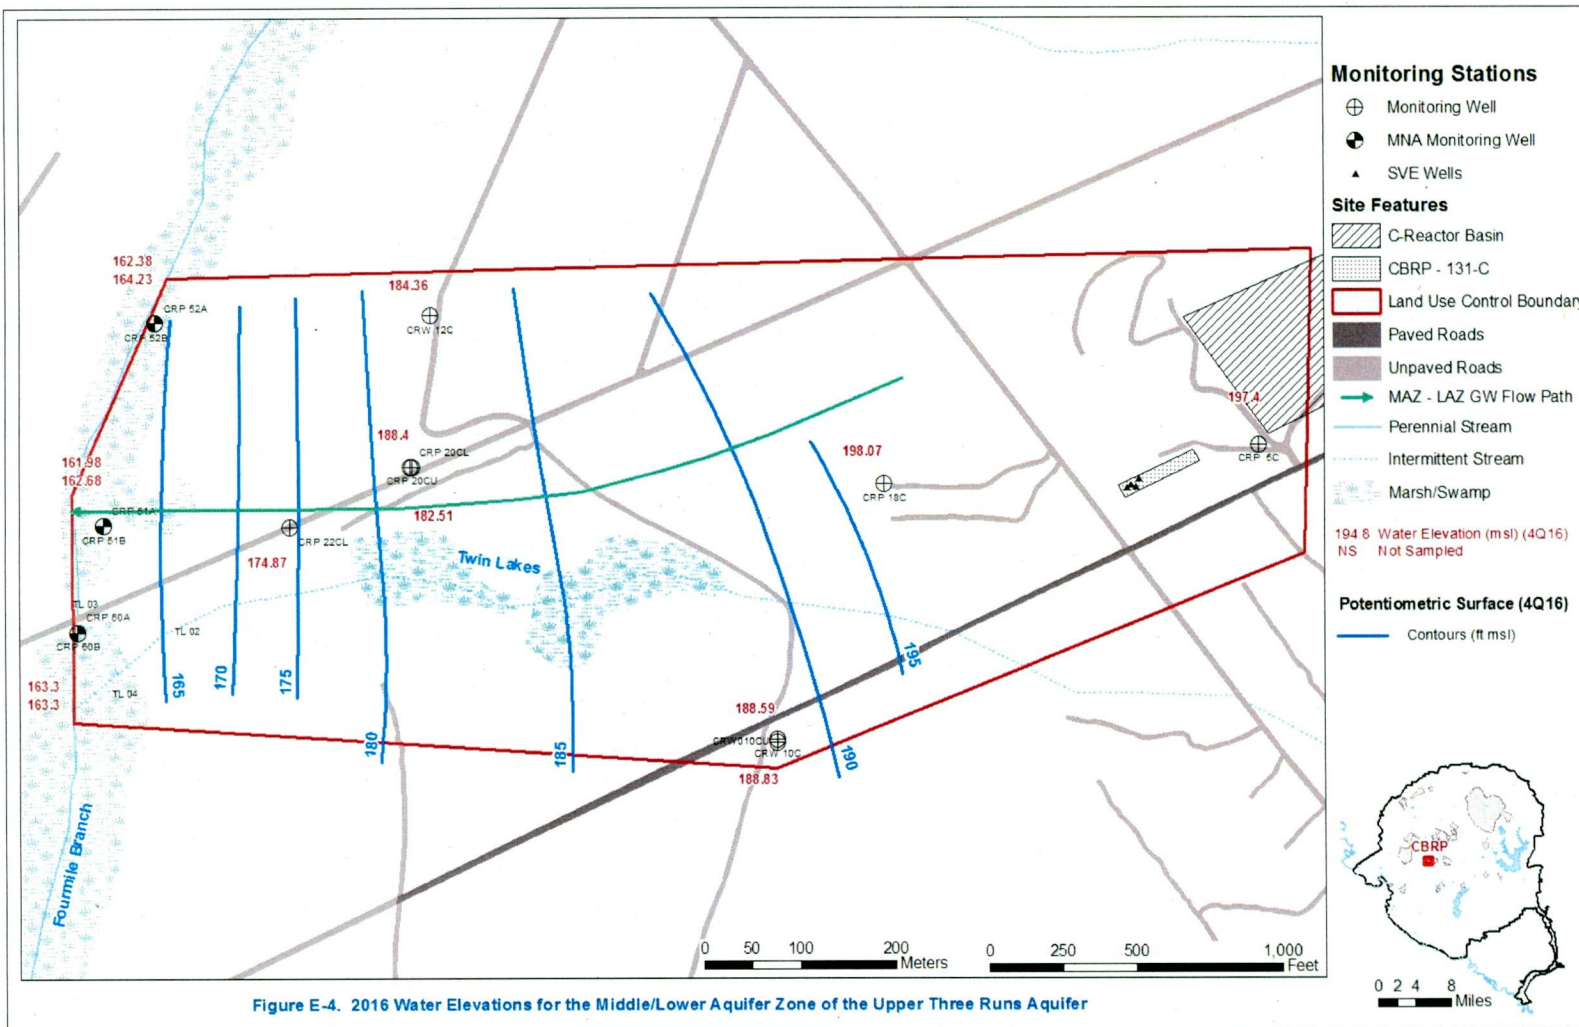 162.38
164.23
CRP 52A
CRP 52B
184.36
CRW 12C
197.4
CRP 5C
188.4
CRP 20CL
CRP 20CU
198.07
CRP 18C
161.98
162.68
CRP 51A
CRP 51B
182.51
CRP 22CL
174.87
Twin Lakes
TL 03
CRP 50A
CRP 50B
TL 02
TL 04
163.3
163.3
165
170
175
180
185
190
195
188.59
CRW010CU
CRW 10C
188.83
Fourmile Branch
0 50 100 200
Meters
0 250 500 1,000
Feet
Figure E-4. 2016 Water Elevations for the Middle/Lower Aquifer Zone of the Upper Three Runs Aquifer
Monitoring Stations
Monitoring Well
MNA Monitoring Well
SVE Wells
Site Features
C-Reactor Basin
CBRP - 131-C
Land Use Control Boundary
Paved Roads
Unpaved Roads
MAZ - LAZ GW Flow Path
Perennial Stream
Intermittent Stream
Marsh/Swamp
194.8 Water Elevation (msl) (4Q16)
NS Not Sampled
Potentiometric Surface (4Q16)
Contours (ft msl)
CBRP
0 2 4 8
Miles